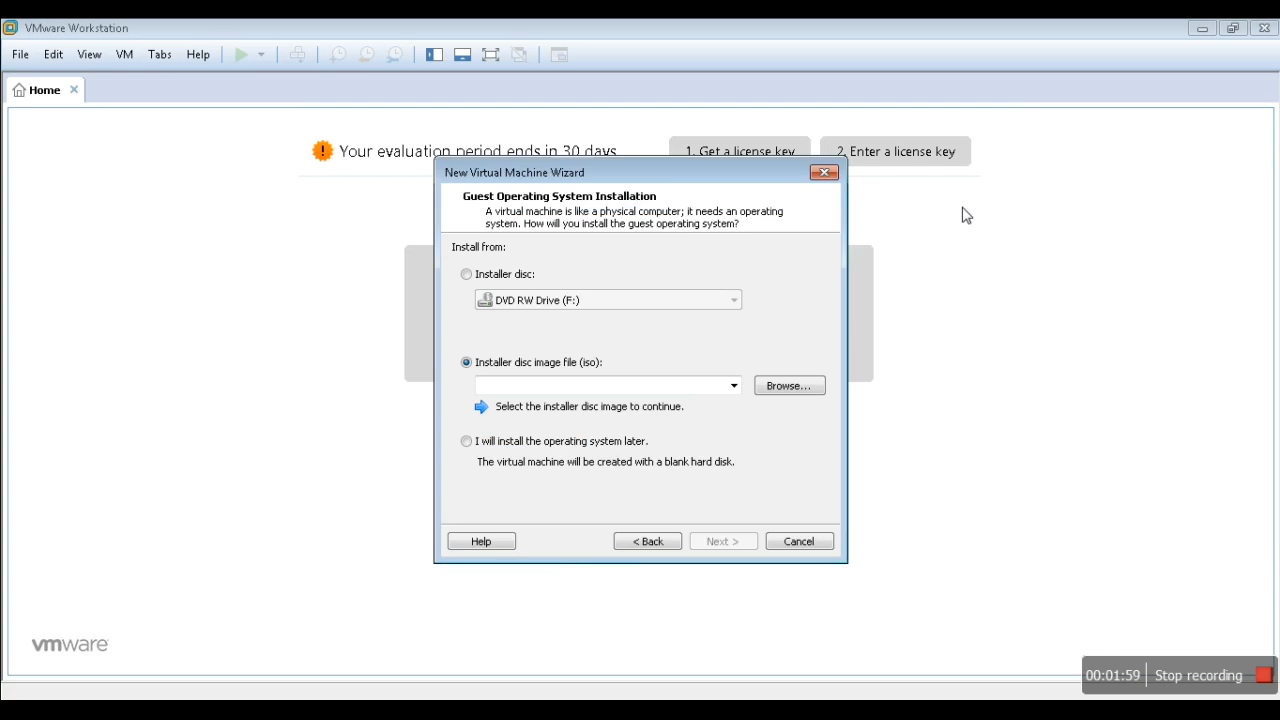 VMware Workstation
File Edit View VM Tabs Help
Home
Your evaluation period ends in 30 days
1. Get a license key
2. Enter a license key
New Virtual Machine Wizard
Guest Operating System Installation
A virtual machine is like a physical computer; it needs an operating
system. How will you install the guest operating system?
Install from:
Installer disc:
DVD RW Drive (F:)
Installer disc image file (iso):
Browse...
Select the installer disc image to continue.
I will install the operating system later.
The virtual machine will be created with a blank hard disk.
Help
< Back
Next >
Cancel
vmware
00:01:59 Stop recording